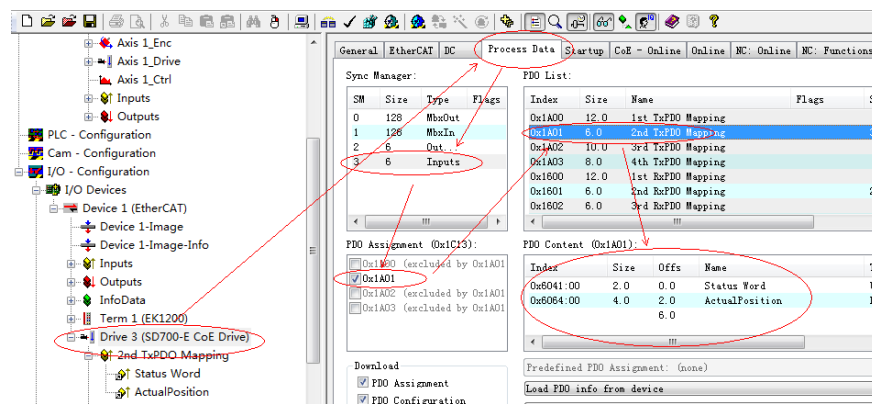 Axis 1_Enc
Axis 1_Drive
Axis 1_Ctrl
Inputs
Outputs
PLC - Configuration
Cam - Configuration
I/O - Configuration
I/O Devices
Device 1 (EtherCAT)
Device 1-Image
Device 1-Image-Info
Inputs
Outputs
InfoData
Term 1 (EK1200)
Drive 3 (SD700-E CoE Drive)
2nd TxPDO Mapping
Status Word
ActualPosition
General EtherCAT DC Process Data Startup CoE - Online Online NC: Online NC: Functions
Sync Manager:
SM Size Type Flags
0 128 MbxOut
1 128 MbxIn
2 6 Out...
3 6 Inputs
PDO List:
Index Size Name Flags
0x1A00 12.0 1st TxPDO Mapping
0x1A01 6.0 2nd TxPDO Mapping
0x1A02 10.0 3rd TxPDO Mapping
0x1A03 8.0 4th TxPDO Mapping
0x1600 12.0 1st RxPDO Mapping
0x1601 6.0 2nd RxPDO Mapping
0x1602 6.0 3rd RxPDO Mapping
PDO Assignment (0x1C13):
0x1A00 (excluded by 0x1A01
0x1A01
0x1A02 (excluded by 0x1A01
0x1A03 (excluded by 0x1A01
PDO Content (0x1A01):
Index Size Offs Name
0x6041:00 2.0 0.0 Status Word
0x6064:00 4.0 2.0 ActualPosition
6.0
Download
PDO Assignment
PDO Configuration
Predefined PDO Assignment: (none)
Load PDO info from device